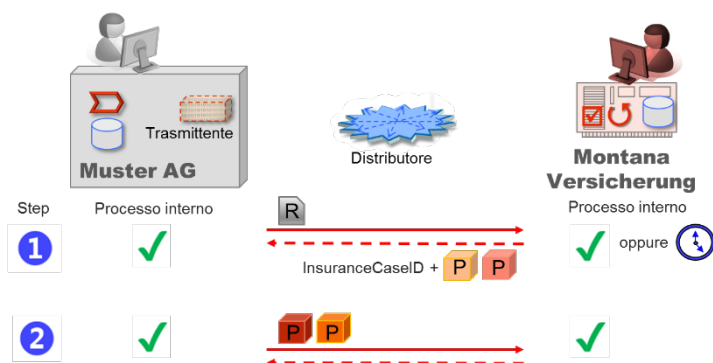 Trasmittente
Muster AG
Distributore
Montana
Versicherung
Step
Processo interno
Processo interno
R
1
oppure
InsuranceCaseID + P P
2
P P